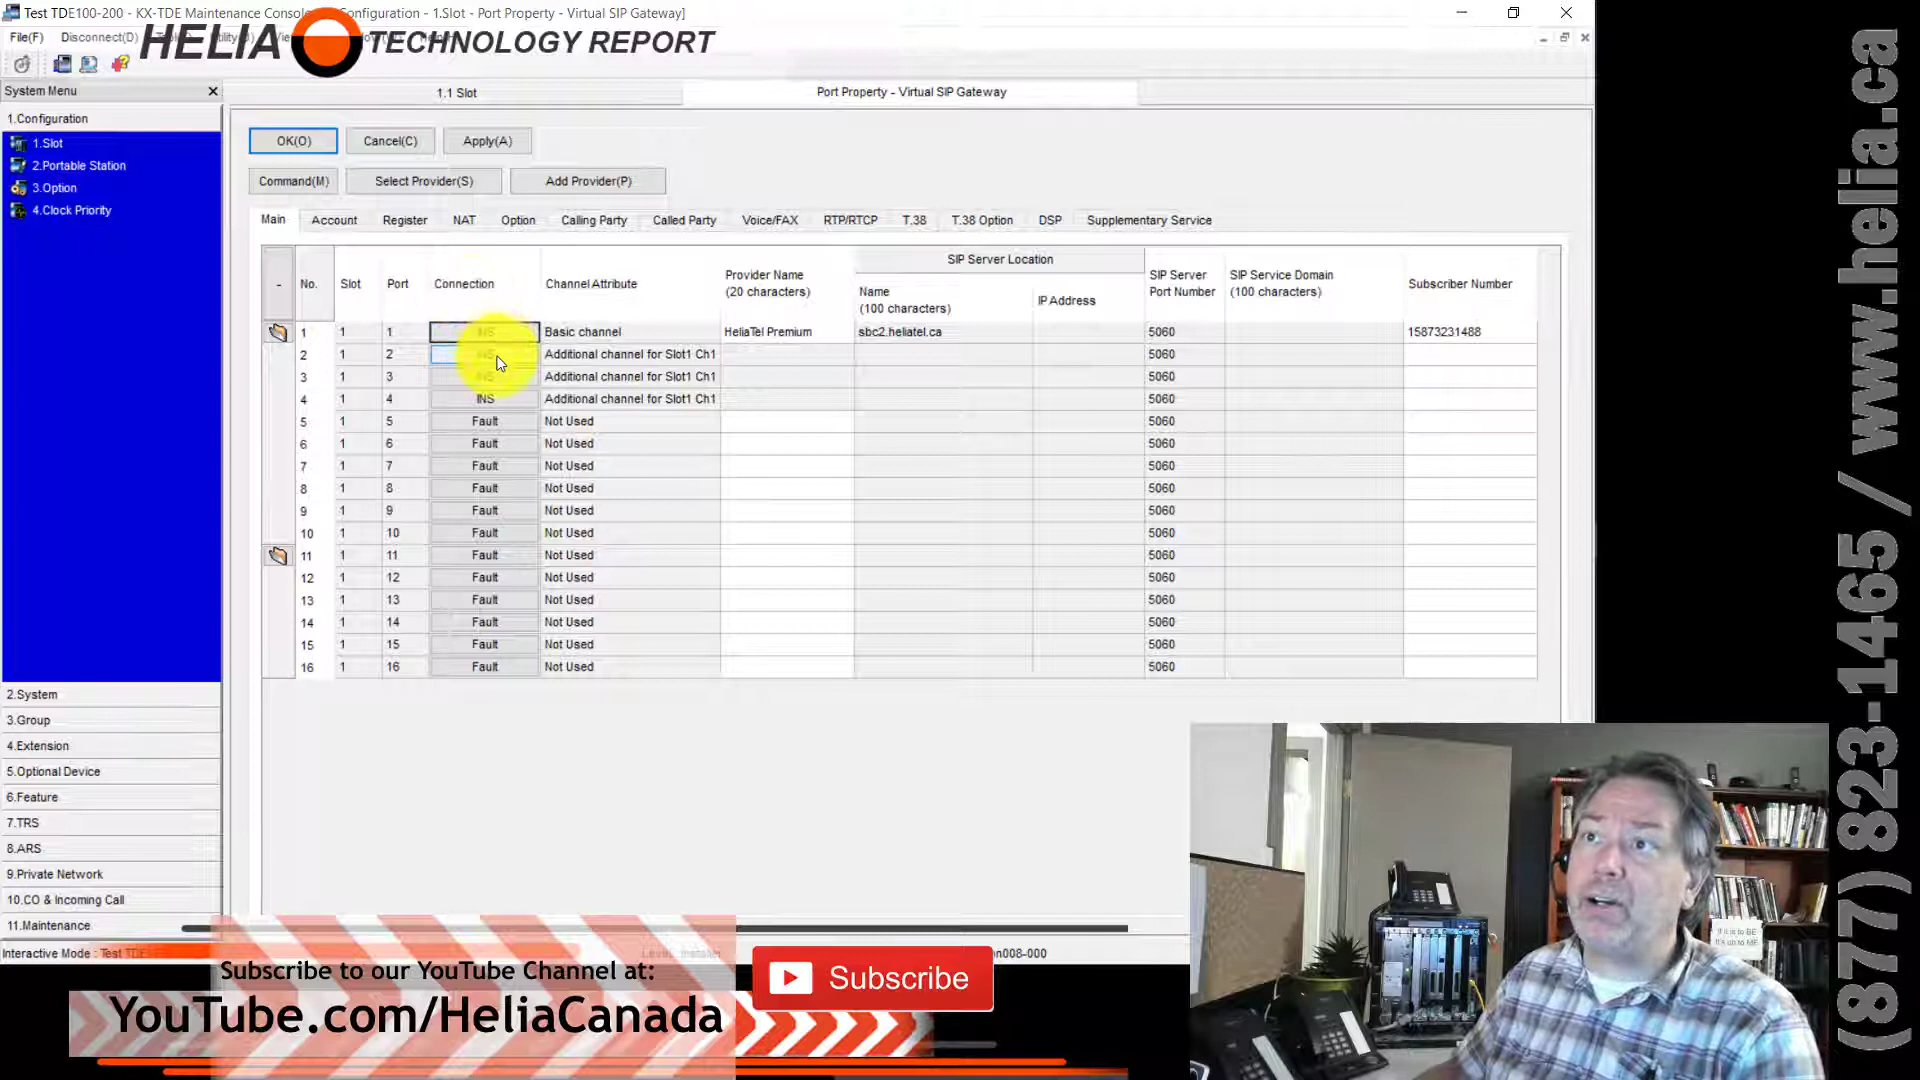 Test TDE100-200 - KX-TDE Maintenance Console - [Configuration - 1.Slot - Port Property - Virtual SIP Gateway]
File(F) Disconnect(D)
HELIA TECHNOLOGY REPORT
System Menu
1.1 Slot
Port Property - Virtual SIP Gateway
1.Configuration
1.Slot
2.Portable Station
3.Option
4.Clock Priority
2.System
3.Group
4.Extension
5.Optional Device
6.Feature
7.TRS
8.ARS
9.Private Network
10.CO & Incoming Call
11.Maintenance
OK(O) Cancel(C) Apply(A)
Command(M) Select Provider(S) Add Provider(P)
Main Account Register NAT Option Calling Party Called Party Voice/FAX RTP/RTCP T.38 T.38 Option DSP Supplementary Service
SIP Server Location
- No. Slot Port Connection Channel Attribute Provider Name (20 characters) Name (100 characters) IP Address SIP Server Port Number SIP Service Domain (100 characters) Subscriber Number
1 1 1 INS Basic channel HeliaTel Premium sbc2.heliatel.ca 5060 15873231488
2 1 2 INS Additional channel for Slot1 Ch1 5060
3 1 3 INS Additional channel for Slot1 Ch1 5060
4 1 4 INS Additional channel for Slot1 Ch1 5060
5 1 5 Fault Not Used 5060
6 1 6 Fault Not Used 5060
7 1 7 Fault Not Used 5060
8 1 8 Fault Not Used 5060
9 1 9 Fault Not Used 5060
10 1 10 Fault Not Used 5060
11 1 11 Fault Not Used 5060
12 1 12 Fault Not Used 5060
13 1 13 Fault Not Used 5060
14 1 14 Fault Not Used 5060
15 1 15 Fault Not Used 5060
16 1 16 Fault Not Used 5060
Interactive Mode : Test TDE
Subscribe to our YouTube Channel at:
YouTube.com/HeliaCanada
Subscribe
If it is to BE
It's up to ME
(877) 823-1465 / www.helia.ca